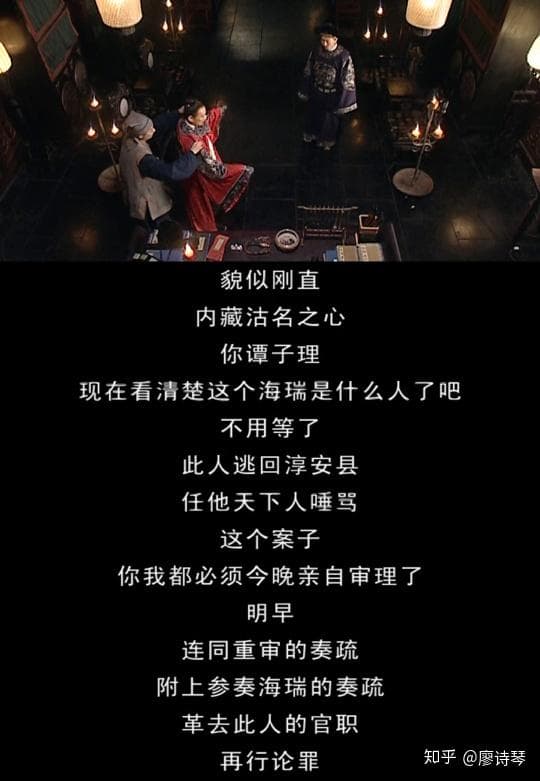 貌似刚直
内藏沽名之心
你谭子理
现在看清楚这个海瑞是什么人了吧
不用等了
此人逃回淳安县
任他天下人唾骂
这个案子
你我都必须今晚亲自审理了
明早
连同重审的奏疏
附上参奏海瑞的奏疏
革去此人的官职
再行论罪
知乎 @廖诗琴